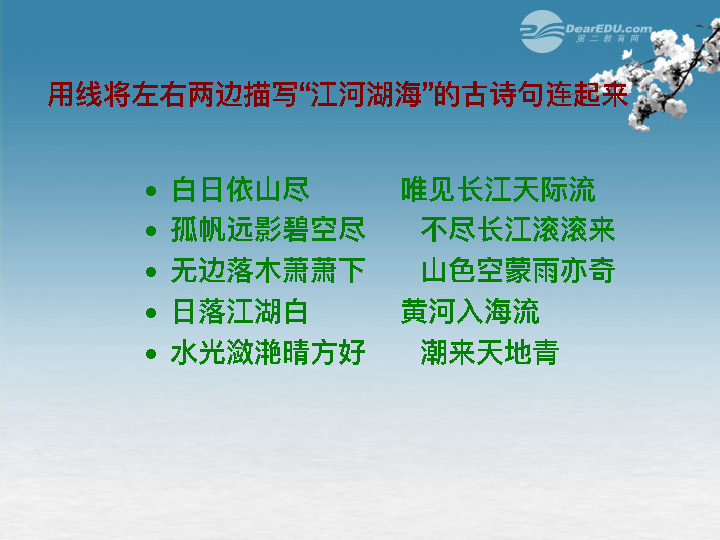 DearEDU.com
第二教育网
用线将左右两边描写“江河湖海”的古诗句连起来
• 白日依山尽 唯见长江天际流
• 孤帆远影碧空尽 不尽长江滚滚来
• 无边落木萧萧下 山色空蒙雨亦奇
• 日落江湖白 黄河入海流
• 水光潋滟晴方好 潮来天地青